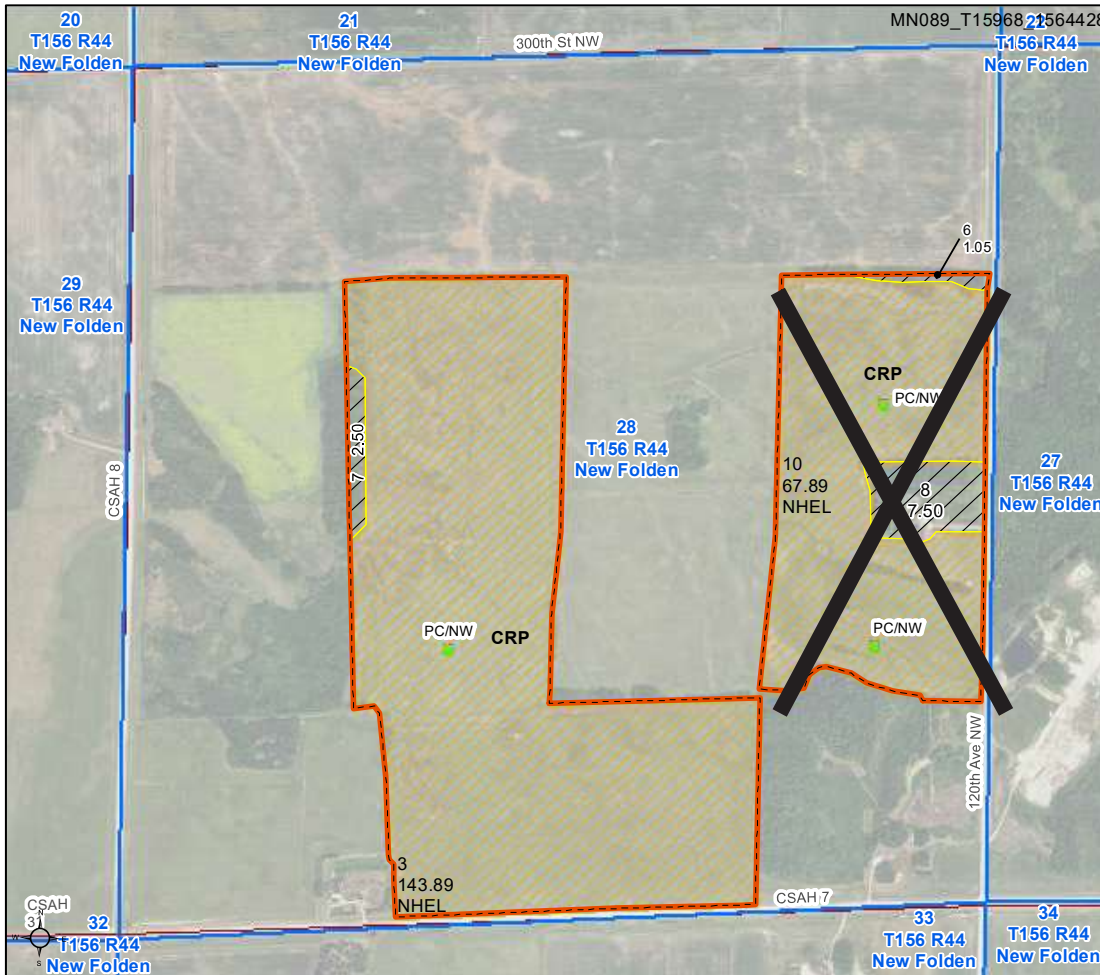 MN089_T15968_1564428
20
T156 R44
New Folden
21
T156 R44
New Folden
300th St NW
22
T156 R44
New Folden
6
1.05
29
T156 R44
New Folden
CRP
PC/NW
28
T156 R44
New Folden
7 2.50
10
67.89
NHEL
8
7.50
27
T156 R44
New Folden
CSAH 8
PC/NW
CRP
PC/NW
120th Ave NW
3
143.89
NHEL
CSAH 7
CSAH
N
S
32
T156 R44
New Folden
33
T156 R44
New Folden
34
T156 R44
New Folden